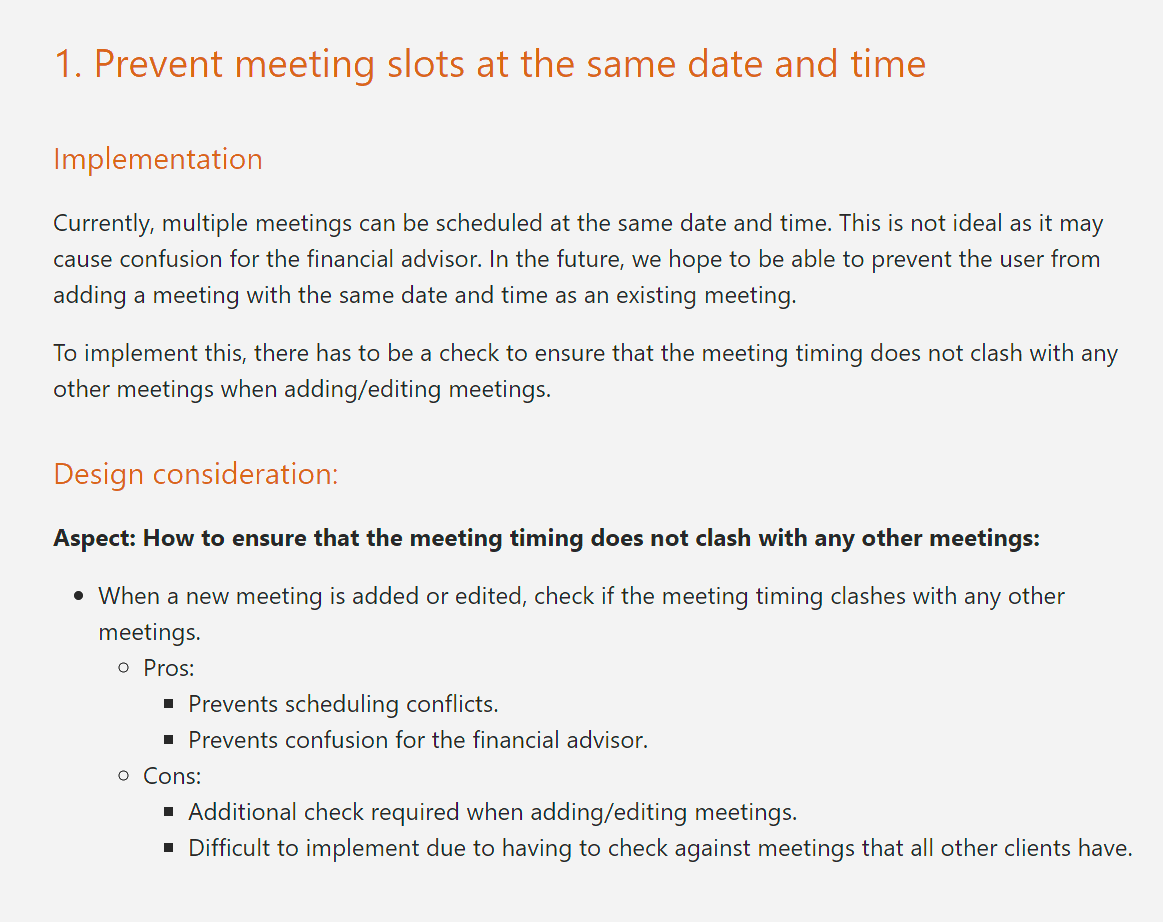 1. Prevent meeting slots at the same date and time
Implementation
Currently, multiple meetings can be scheduled at the same date and time. This is not ideal as it may
cause confusion for the financial advisor. In the future, we hope to be able to prevent the user from
adding a meeting with the same date and time as an existing meeting.
To implement this, there has to be a check to ensure that the meeting timing does not clash with any
other meetings when adding/editing meetings.
Design consideration:
Aspect: How to ensure that the meeting timing does not clash with any other meetings:
When a new meeting is added or edited, check if the meeting timing clashes with any other
meetings.
Pros:
Prevents scheduling conflicts.
Prevents confusion for the financial advisor.
Cons:
Additional check required when adding/editing meetings.
Difficult to implement due to having to check against meetings that all other clients have.